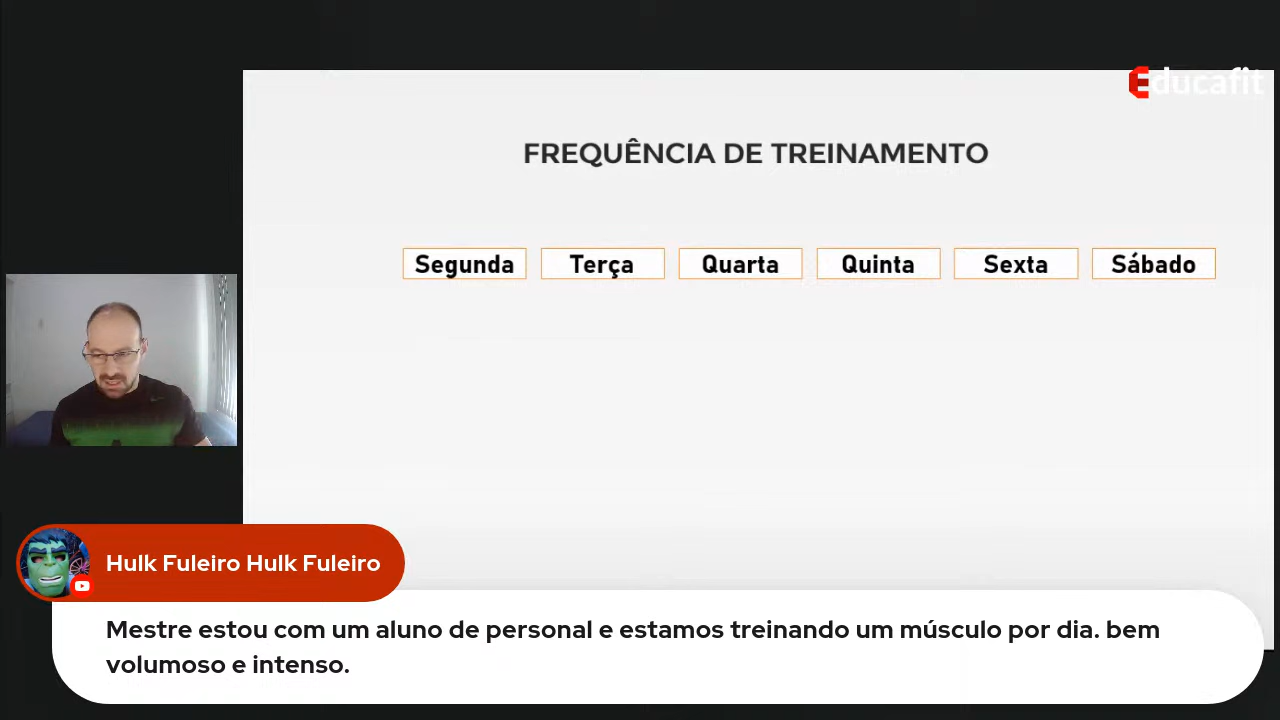 Educafit
FREQUÊNCIA DE TREINAMENTO
Segunda Terça Quarta Quinta Sexta Sábado
Hulk Fuleiro Hulk Fuleiro
Mestre estou com um aluno de personal e estamos treinando um músculo por dia. bem
volumoso e intenso.